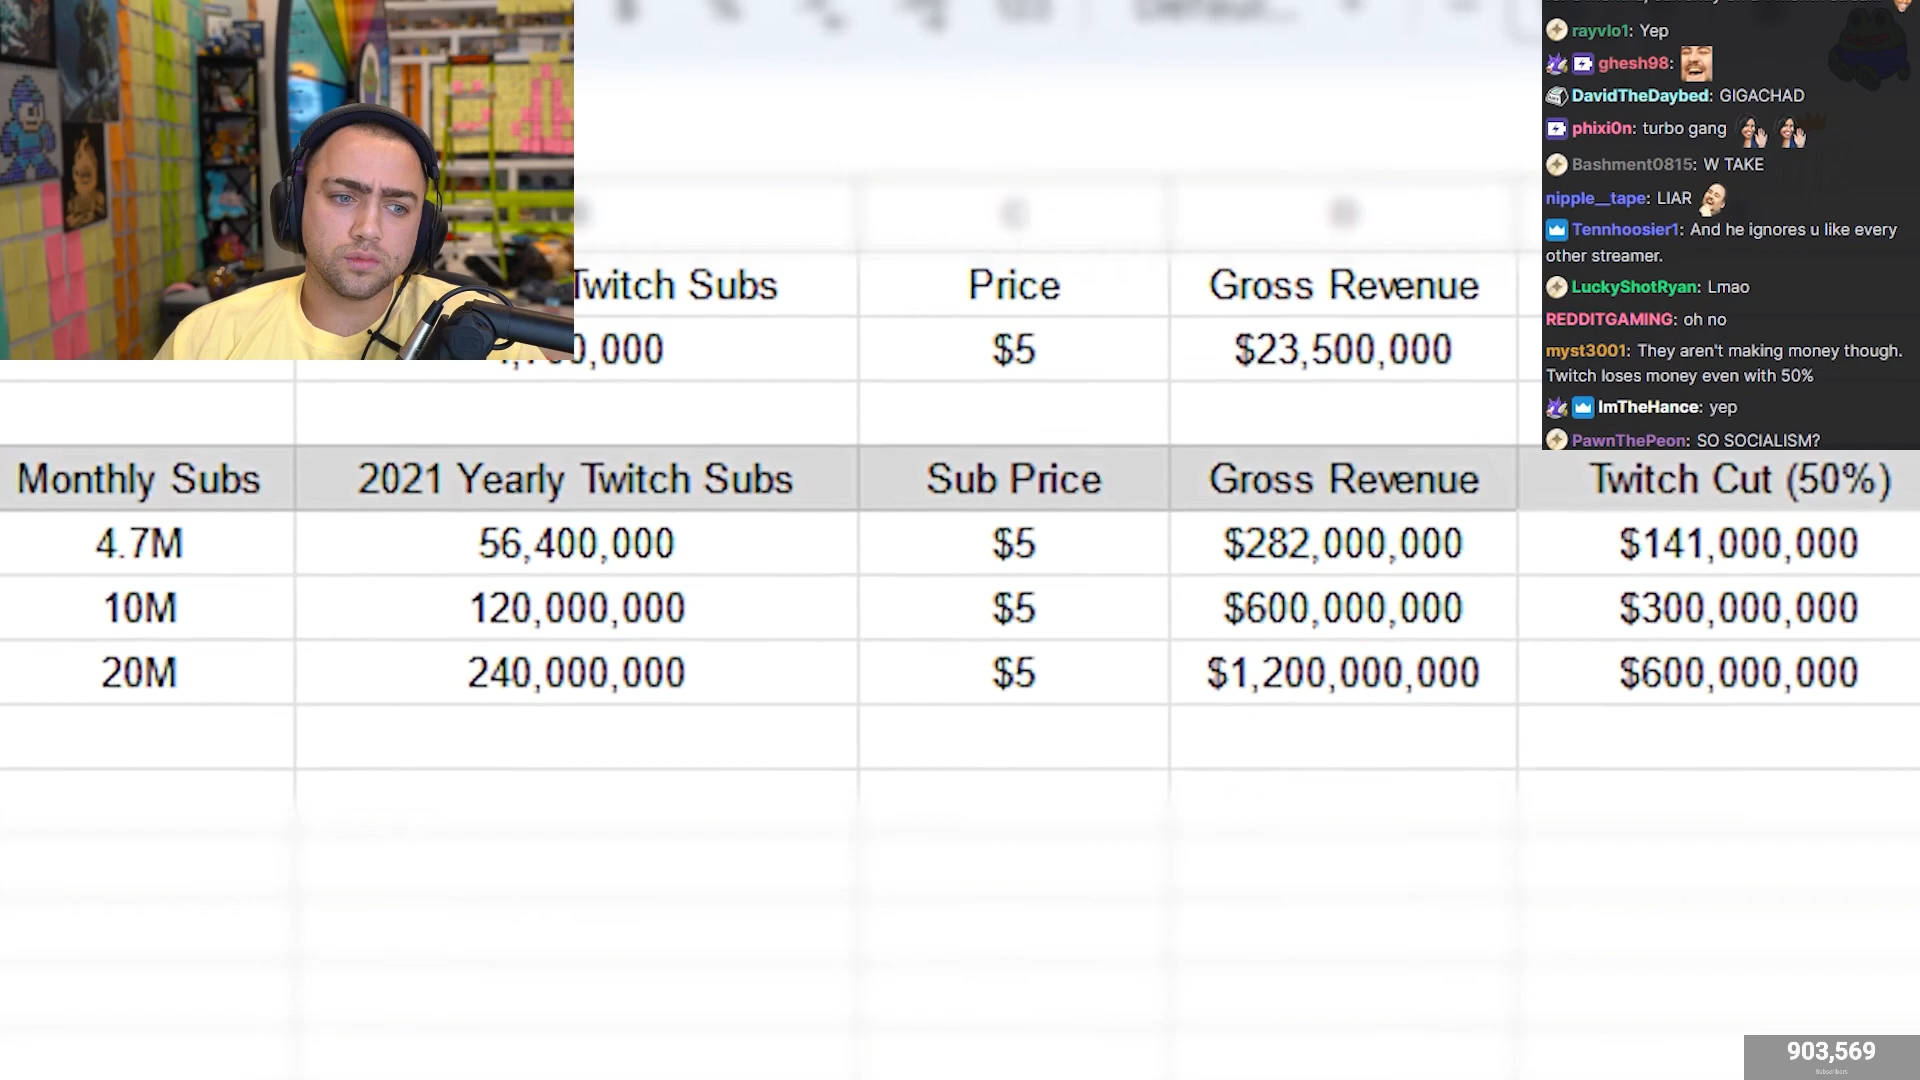 C
D
Twitch Subs
Price
Gross Revenue
0,000
$5
$23,500,000
Monthly Subs
2021 Yearly Twitch Subs
Sub Price
Gross Revenue
Twitch Cut (50%)
4.7M
56,400,000
$5
$282,000,000
$141,000,000
10M
120,000,000
$5
$600,000,000
$300,000,000
20M
240,000,000
$5
$1,200,000,000
$600,000,000
rayvlo1: Yep
ghesh98:
DavidTheDaybed: GIGACHAD
phixi0n: turbo gang
Bashment0815: W TAKE
nipple__tape: LIAR
Tennhoosier1: And he ignores u like every
other streamer.
LuckyShotRyan: Lmao
REDDITGAMING: oh no
myst3001: They aren't making money though.
Twitch loses money even with 50%
ImTheHance: yep
PawnThePeon: SO SOCIALISM?
903,569
Subscribers